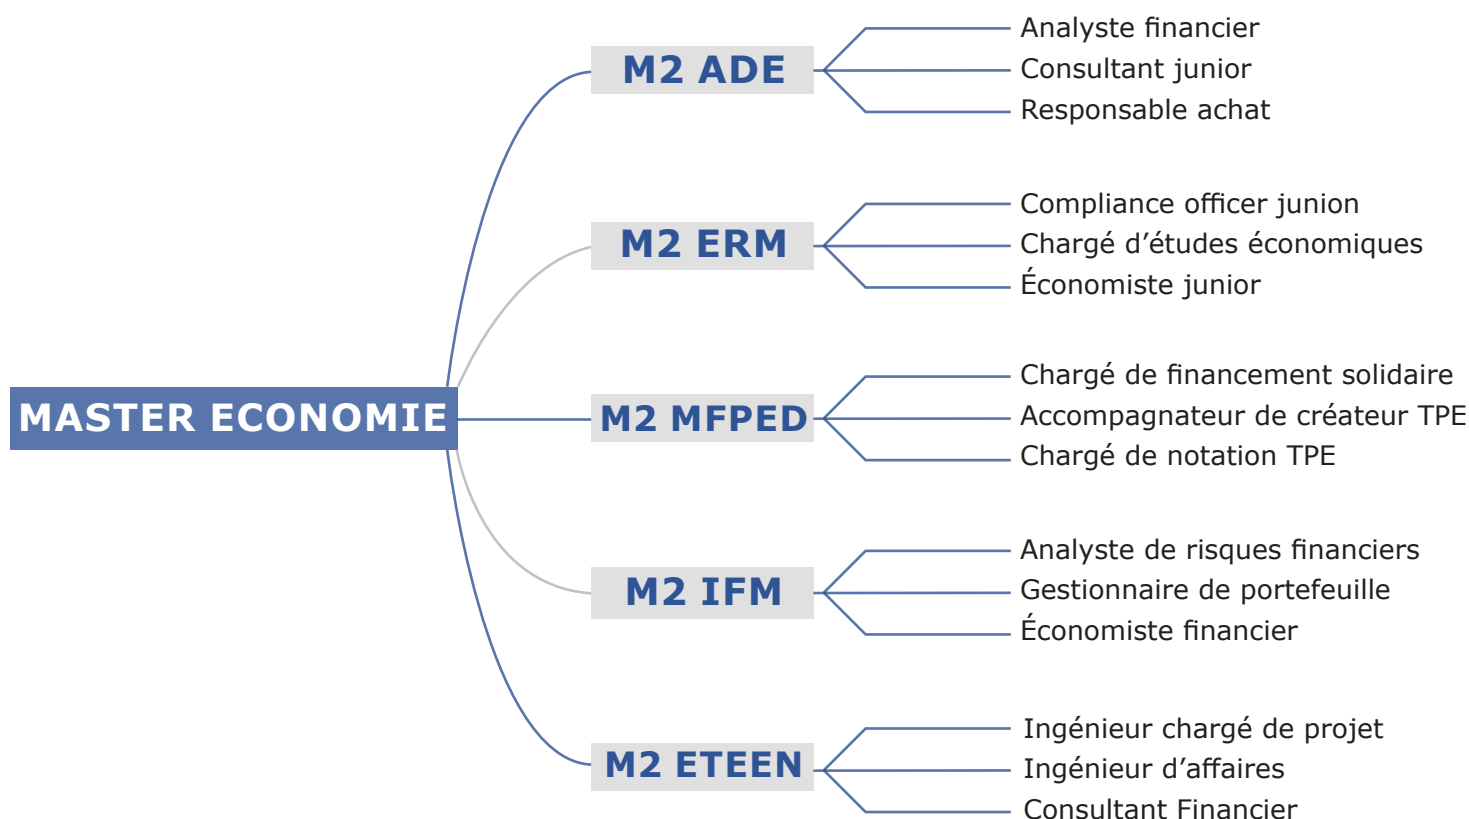 MASTER ECONOMIE
M2 ADE
Analyste financier
Consultant junior
Responsable achat
M2 ERM
Compliance officer junion
Chargé d’études économiques
Économiste junior
M2 MFPED
Chargé de financement solidaire
Accompagnateur de créateur TPE
Chargé de notation TPE
M2 IFM
Analyste de risques financiers
Gestionnaire de portefeuille
Économiste financier
M2 ETEEN
Ingénieur chargé de projet
Ingénieur d’affaires
Consultant Financier